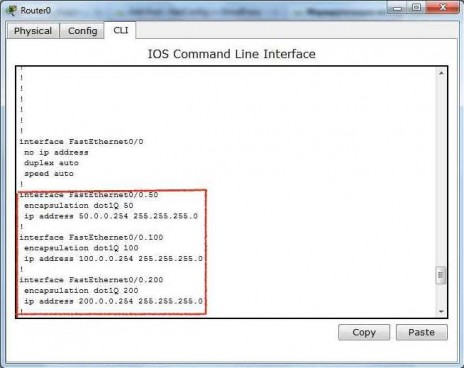 Router0
Physical Config CLI
IOS Command Line Interface
!
!
!
!
!
interface FastEthernet0/0
no ip address
duplex auto
speed auto
!
interface FastEthernet0/0.50
encapsulation dot1Q 50
ip address 50.0.0.254 255.255.255.0
!
interface FastEthernet0/0.100
encapsulation dot1Q 100
ip address 100.0.0.254 255.255.255.0
!
interface FastEthernet0/0.200
encapsulation dot1Q 200
ip address 200.0.0.254 255.255.255.0
!
Copy Paste